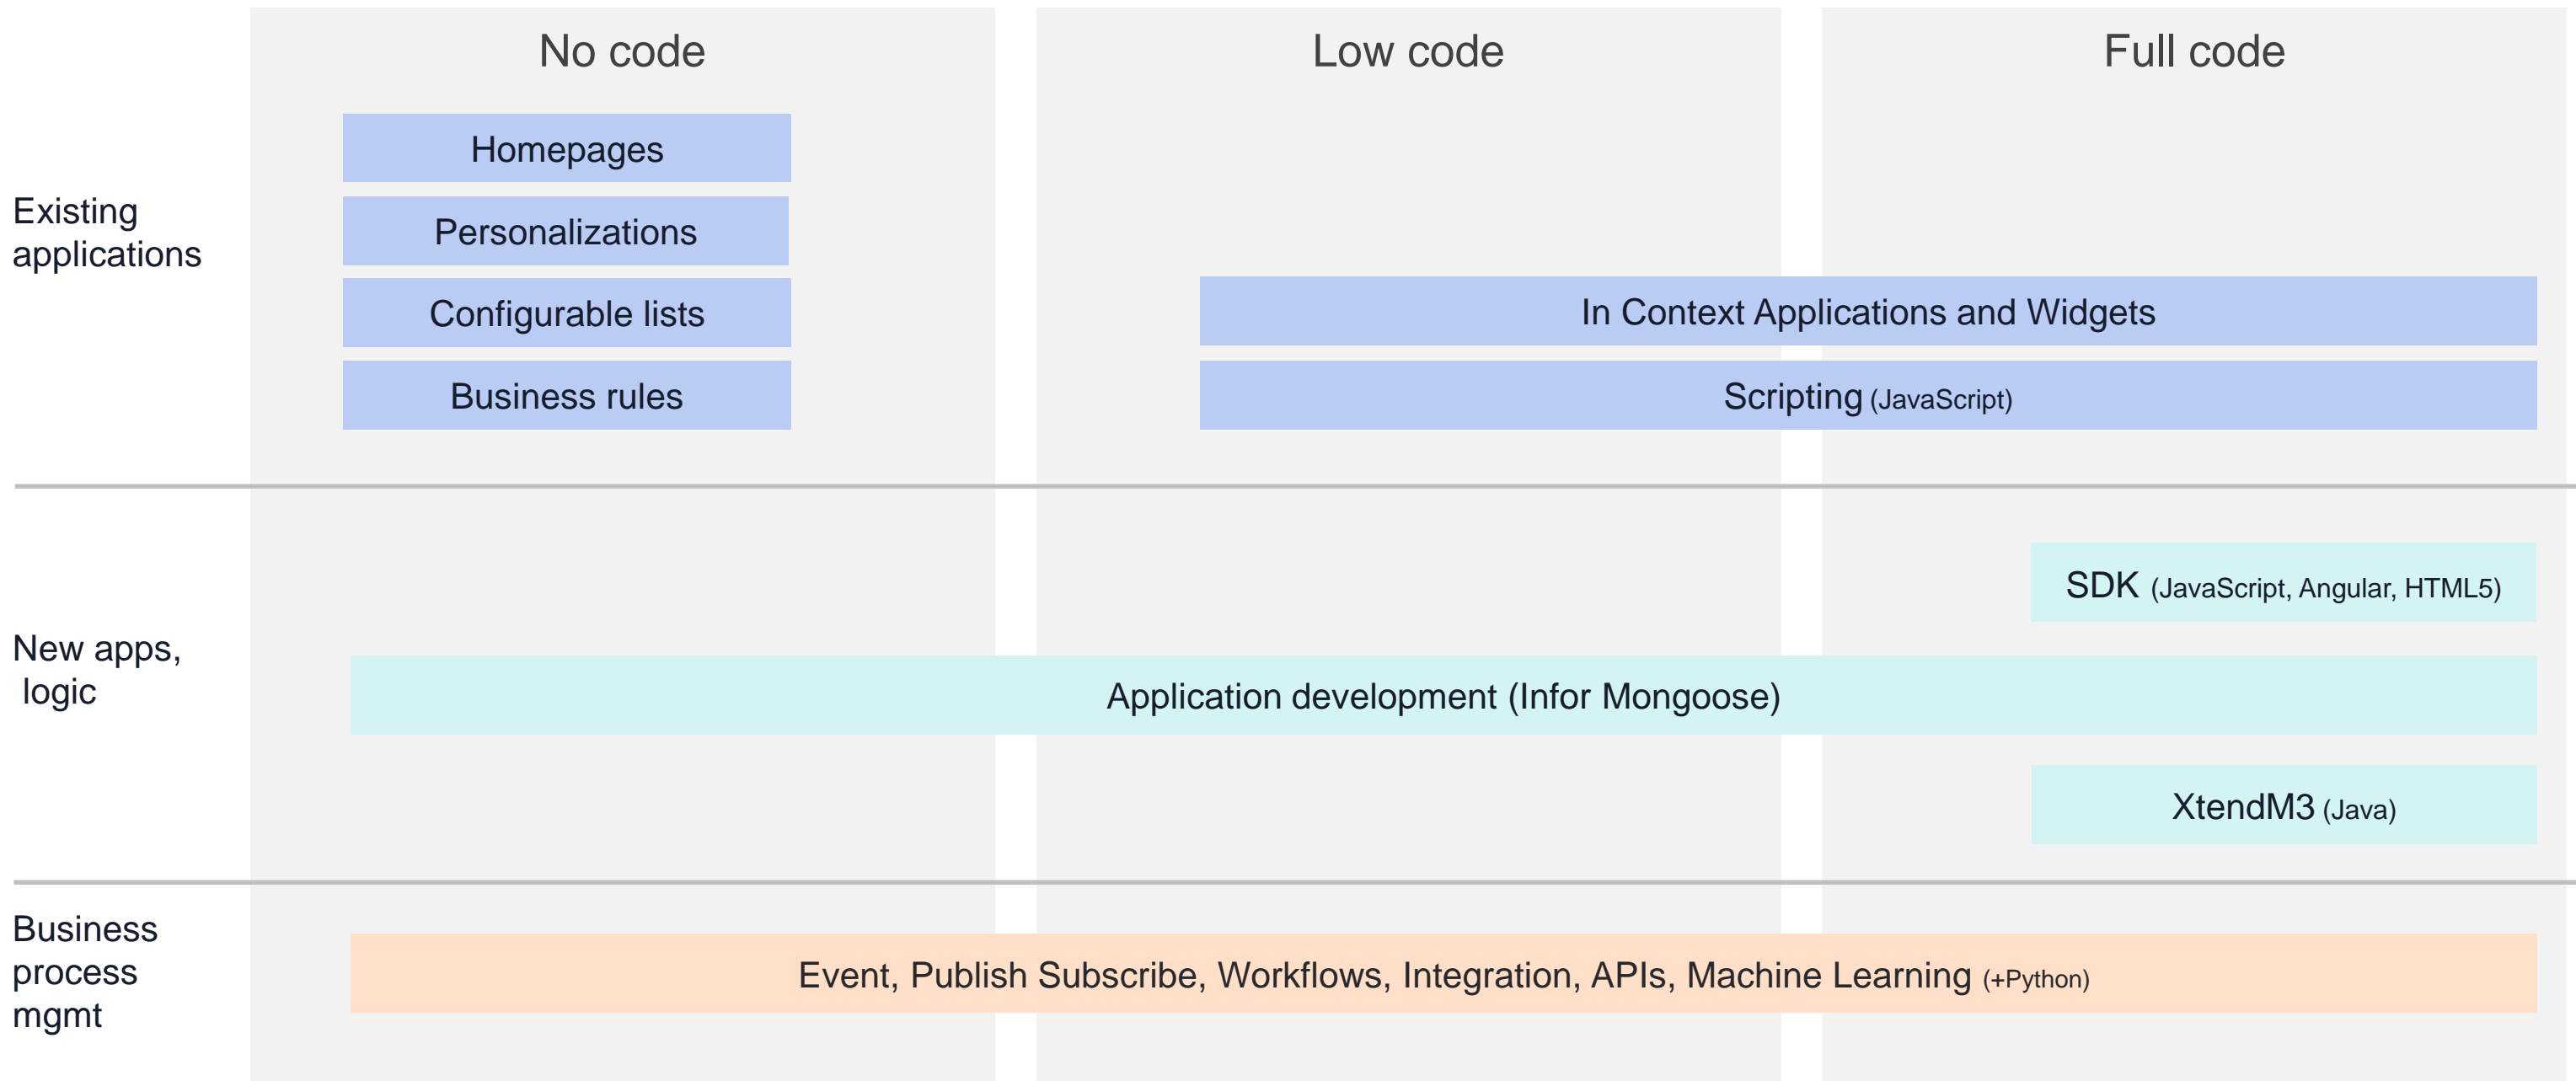 No code
Low code
Full code
Existing
applications
Homepages
Personalizations
Configurable lists
Business rules
In Context Applications and Widgets
Scripting (JavaScript)
New apps,
logic
SDK (JavaScript, Angular, HTML5)
Application development (Infor Mongoose)
XtendM3 (Java)
Business
process
mgmt
Event, Publish Subscribe, Workflows, Integration, APIs, Machine Learning (+Python)